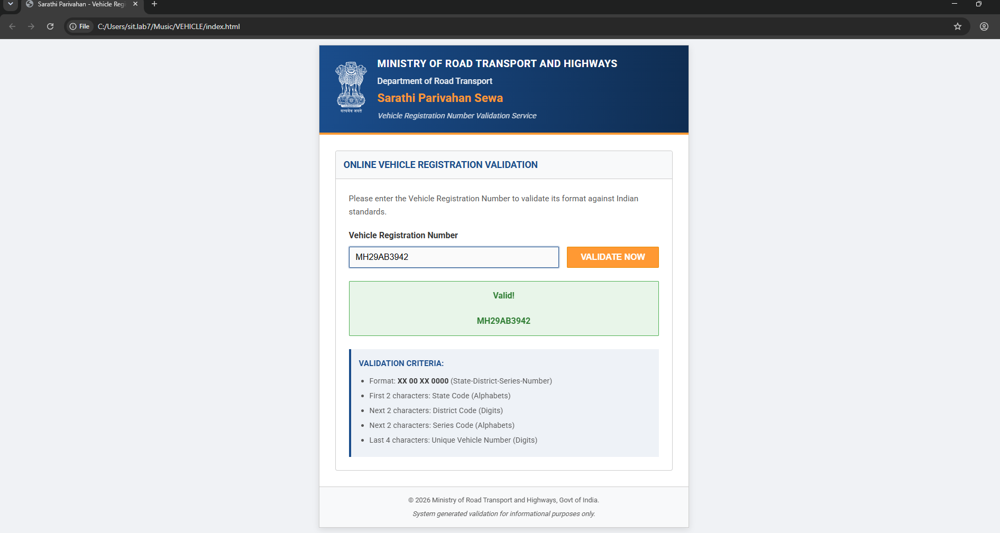 Sarathi Parivahan - Vehicle Regi
File
C:/Users/sit.lab7/Music/VEHICLE/index.html
MINISTRY OF ROAD TRANSPORT AND HIGHWAYS
Department of Road Transport
Sarathi Parivahan Sewa
Vehicle Registration Number Validation Service
सत्यमेव जयते
ONLINE VEHICLE REGISTRATION VALIDATION
Please enter the Vehicle Registration Number to validate its format against Indian
standards.
Vehicle Registration Number
MH29AB3942
VALIDATE NOW
Valid!
MH29AB3942
VALIDATION CRITERIA:
• Format: XX 00 XX 0000 (State-District-Series-Number)
• First 2 characters: State Code (Alphabets)
• Next 2 characters: District Code (Digits)
• Next 2 characters: Series Code (Alphabets)
• Last 4 characters: Unique Vehicle Number (Digits)
© 2026 Ministry of Road Transport and Highways, Govt of India.
System generated validation for informational purposes only.